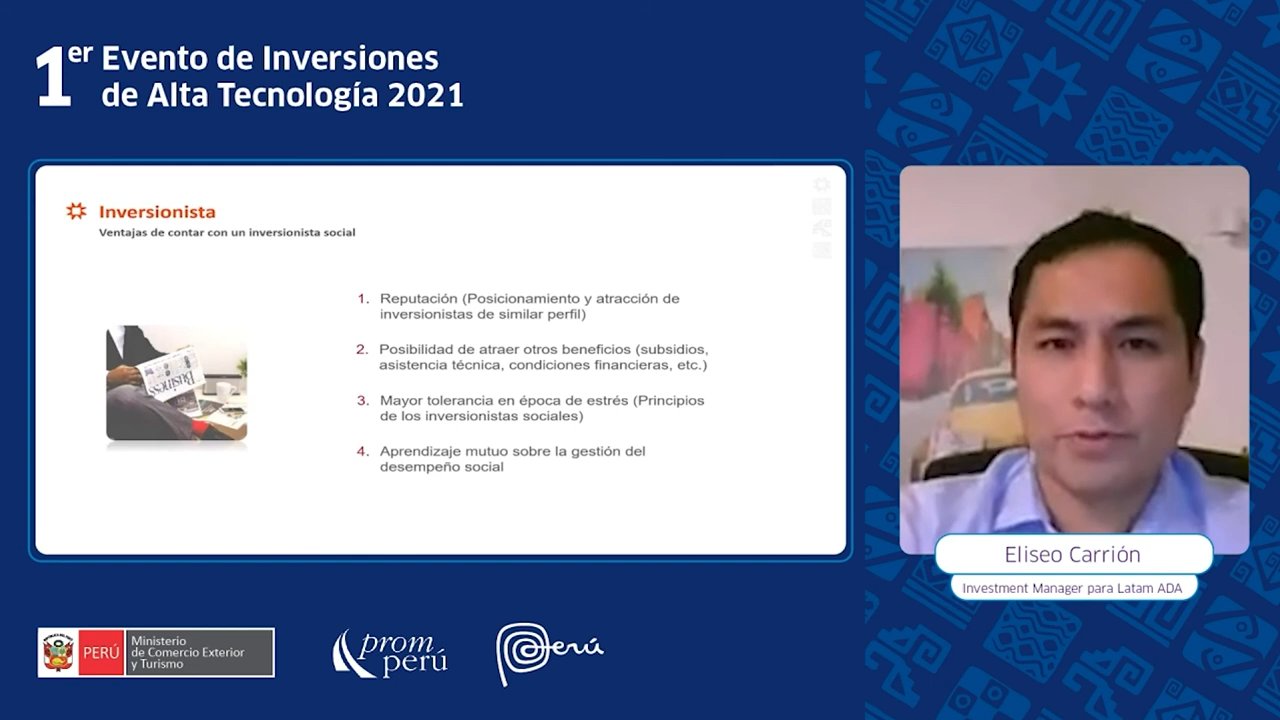 1er Evento de Inversiones
de Alta Tecnología 2021
Inversionista
Ventajas de contar con un inversionista social
1. Reputación (Posicionamiento y atracción de
inversionistas de similar perfil)
2. Posibilidad de atraer otros beneficios (subsidios,
asistencia técnica, condiciones financieras, etc.)
3. Mayor tolerancia en época de estrés (Principios
de los inversionistas sociales)
4. Aprendizaje mutuo sobre la gestión del
desempeño social
Business
Eliseo Carrión
Investment Manager para Latam ADA
PERÚ
Ministerio
de Comercio Exterior
y Turismo
prom
perú
Perú